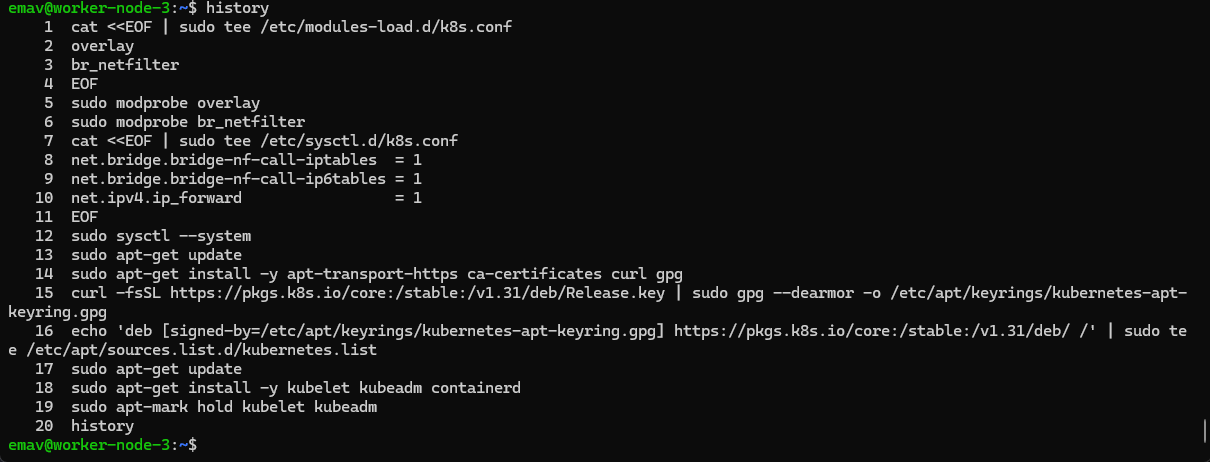 emav@worker-node-3:~$ history
    1  cat <<EOF | sudo tee /etc/modules-load.d/k8s.conf
    2  overlay
    3  br_netfilter
    4  EOF
    5  sudo modprobe overlay
    6  sudo modprobe br_netfilter
    7  cat <<EOF | sudo tee /etc/sysctl.d/k8s.conf
    8  net.bridge.bridge-nf-call-iptables  = 1
    9  net.bridge.bridge-nf-call-ip6tables = 1
   10  net.ipv4.ip_forward                 = 1
   11  EOF
   12  sudo sysctl --system
   13  sudo apt-get update
   14  sudo apt-get install -y apt-transport-https ca-certificates curl gpg
   15  curl -fsSL https://pkgs.k8s.io/core:/stable:/v1.31/deb/Release.key | sudo gpg --dearmor -o /etc/apt/keyrings/kubernetes-apt-
keyring.gpg
   16  echo 'deb [signed-by=/etc/apt/keyrings/kubernetes-apt-keyring.gpg] https://pkgs.k8s.io/core:/stable:/v1.31/deb/ /' | sudo te
e /etc/apt/sources.list.d/kubernetes.list
   17  sudo apt-get update
   18  sudo apt-get install -y kubelet kubeadm containerd
   19  sudo apt-mark hold kubelet kubeadm
   20  history
emav@worker-node-3:~$